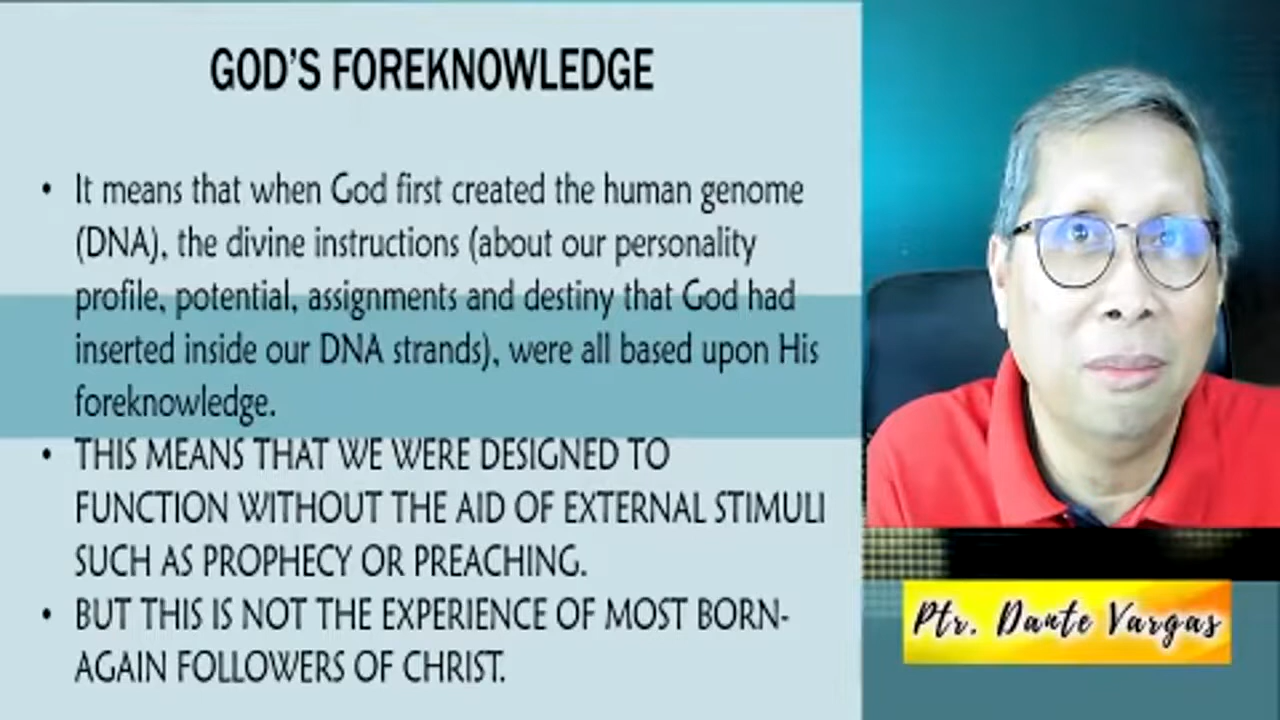 GOD'S FOREKNOWLEDGE
• It means that when God first created the human genome
(DNA), the divine instructions (about our personality
profile, potential, assignments and destiny that God had
inserted inside our DNA strands), were all based upon His
foreknowledge.
• THIS MEANS THAT WE WERE DESIGNED TO
FUNCTION WITHOUT THE AID OF EXTERNAL STIMULI
SUCH AS PROPHECY OR PREACHING.
• BUT THIS IS NOT THE EXPERIENCE OF MOST BORN-
AGAIN FOLLOWERS OF CHRIST.
Ptr. Dante Vargas